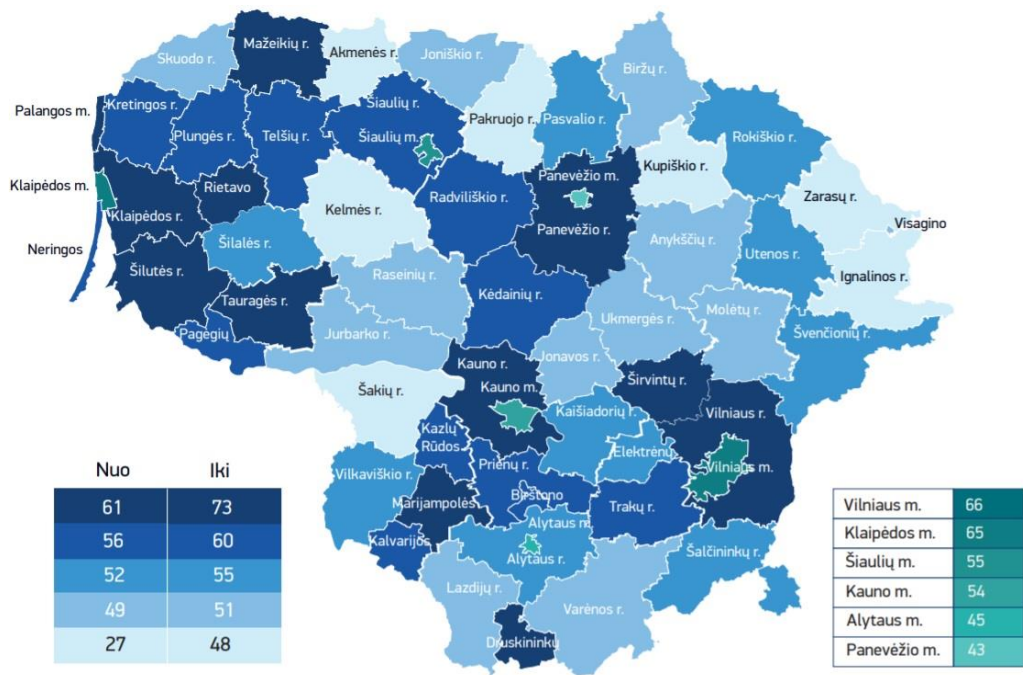 Mažeikių r.
Akmenės r.
Joniškio r.
Skuodo r.
Biržų r.
Palangos m.
Kretingos r.
Šiaulių r.
Pakruojo r.
Pasvalio r.
Rokiškio r.
Plungės r.
Telšių r.
Šiaulių m.
Kupiškio r.
Panevėžio m.
Klaipėdos m.
Rietavo
Klaipėdos r.
Kelmės r.
Radviliškio r.
Zarasų r.
Visagino
Panevėžio r.
Anykščių r.
Neringos
Šilalės r.
Utenos r.
Ignalinos r.
Šilutės r.
Raseinių r.
Tauragės r.
Kėdainių r.
Ukmergės r.
Molėtų r.
Pagėgių
Jurbarko r.
Švenčionių r.
Jonavos r.
Kauno r.
Širvintų r.
Šakių r.
Kauno m.
Kaišiadorių r.
Vilniaus r.
Kazlų
Rūdos
Elektrėnų
Prienų r.
Vilniaus m.
Vilkaviškio r.
Marijampolės
Birštono
Trakų r.
Alytaus m.
Kalvarijos
Alytaus r.
Šalčininkų r.
Lazdijų r.
Varėnos r.
Druskininkų
Nuo Iki
61 73
56 60
52 55
49 51
27 48
Vilniaus m. 66
Klaipėdos m. 65
Šiaulių m. 55
Kauno m. 54
Alytaus m. 45
Panevėžio m. 43